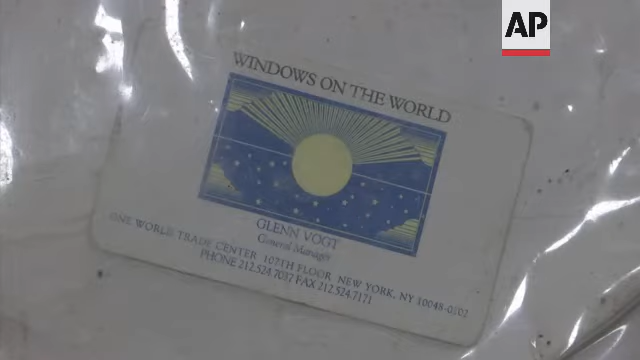 AP
WINDOWS ON THE WORLD
GLENN VOGT
General Manager
ONE WORLD TRADE CENTER 107TH FLOOR NEW YORK, NY 10048-0202
PHONE 212.524.7037 FAX 212.524.7171